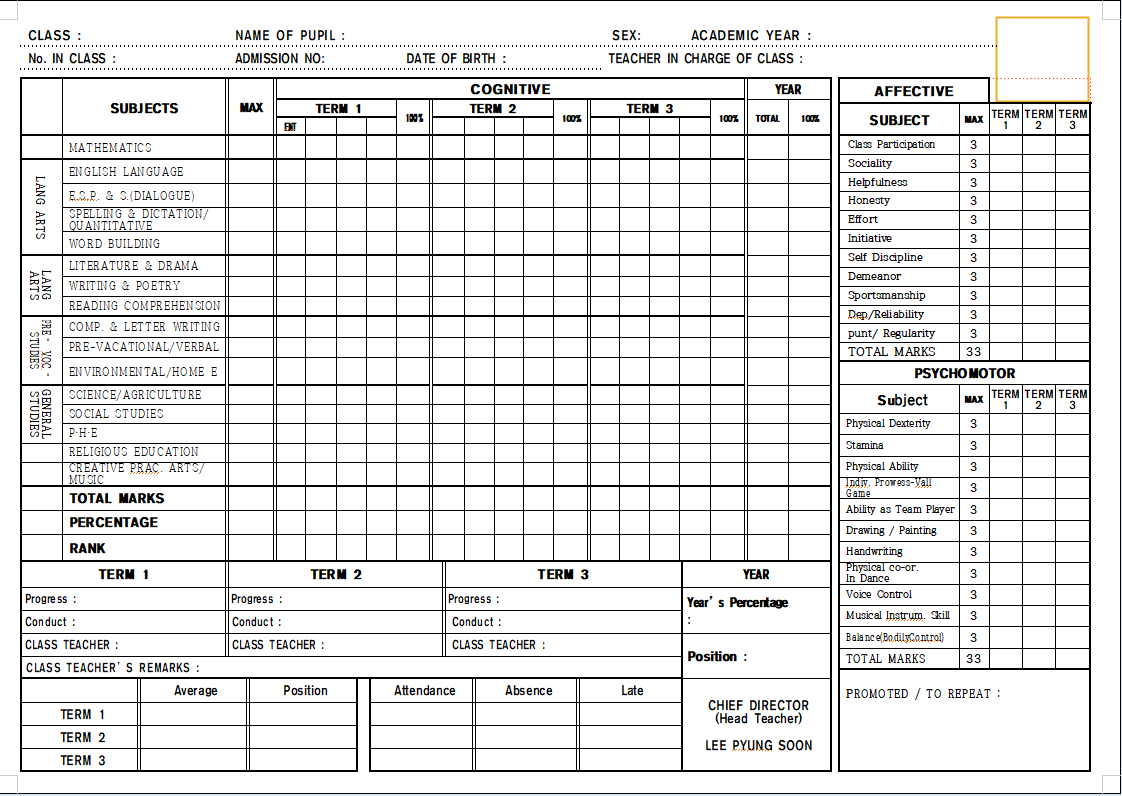 CLASS : NAME OF PUPIL : SEX: ACADEMIC YEAR :
No. IN CLASS : ADMISSION NO: DATE OF BIRTH : TEACHER IN CHARGE OF CLASS :
SUBJECTS MAX COGNITIVE YEAR
TERM 1 100% TERM 2 100% TERM 3 100% TOTAL 100%
ENT
MATHEMATICS
LANG ARTS
ENGLISH LANGUAGE
E.S.P. & S.(DIALOGUE)
SPELLING & DICTATION/
QUANTITATIVE
WORD BUILDING
LANG
ARTS
LITERATURE & DRAMA
WRITING & POETRY
READING COMPREHENSION
PRE - VOC -
STUDIES
COMP. & LETTER WRITING
PRE-VACATIONAL/VERBAL
ENVIRONMENTAL/HOME E
GENERAL
STUDIES
SCIENCE/AGRICULTURE
SOCIAL STUDIES
P·H·E
RELIGIOUS EDUCATION
CREATIVE PRAC. ARTS/
MUSIC
TOTAL MARKS
PERCENTAGE
RANK
TERM 1 TERM 2 TERM 3 YEAR
Progress : Progress : Progress :
Year's Percentage
:
Conduct : Conduct : Conduct :
CLASS TEACHER : CLASS TEACHER : CLASS TEACHER :
Position :
CLASS TEACHER'S REMARKS :
Average Position Attendance Absence Late
TERM 1
TERM 2
TERM 3
CHIEF DIRECTOR
(Head Teacher)
LEE PYUNG SOON
AFFECTIVE
SUBJECT MAX TERM 1 TERM 2 TERM 3
Class Participation 3
Sociality 3
Helpfulness 3
Honesty 3
Effort 3
Initiative 3
Self Discipline 3
Demeanor 3
Sportsmanship 3
Dep/Reliability 3
punt/ Regularity 3
TOTAL MARKS 33
PSYCHOMOTOR
Subject MAX TERM 1 TERM 2 TERM 3
Physical Dexterity 3
Stamina 3
Physical Ability 3
Indiv. Prowess-Vall
Game 3
Ability as Team Player 3
Drawing / Painting 3
Handwriting 3
Physical co-or.
In Dance 3
Voice Control 3
Musical Instrum. Skill 3
Balance(BodilyControl) 3
TOTAL MARKS 33
PROMOTED / TO REPEAT :